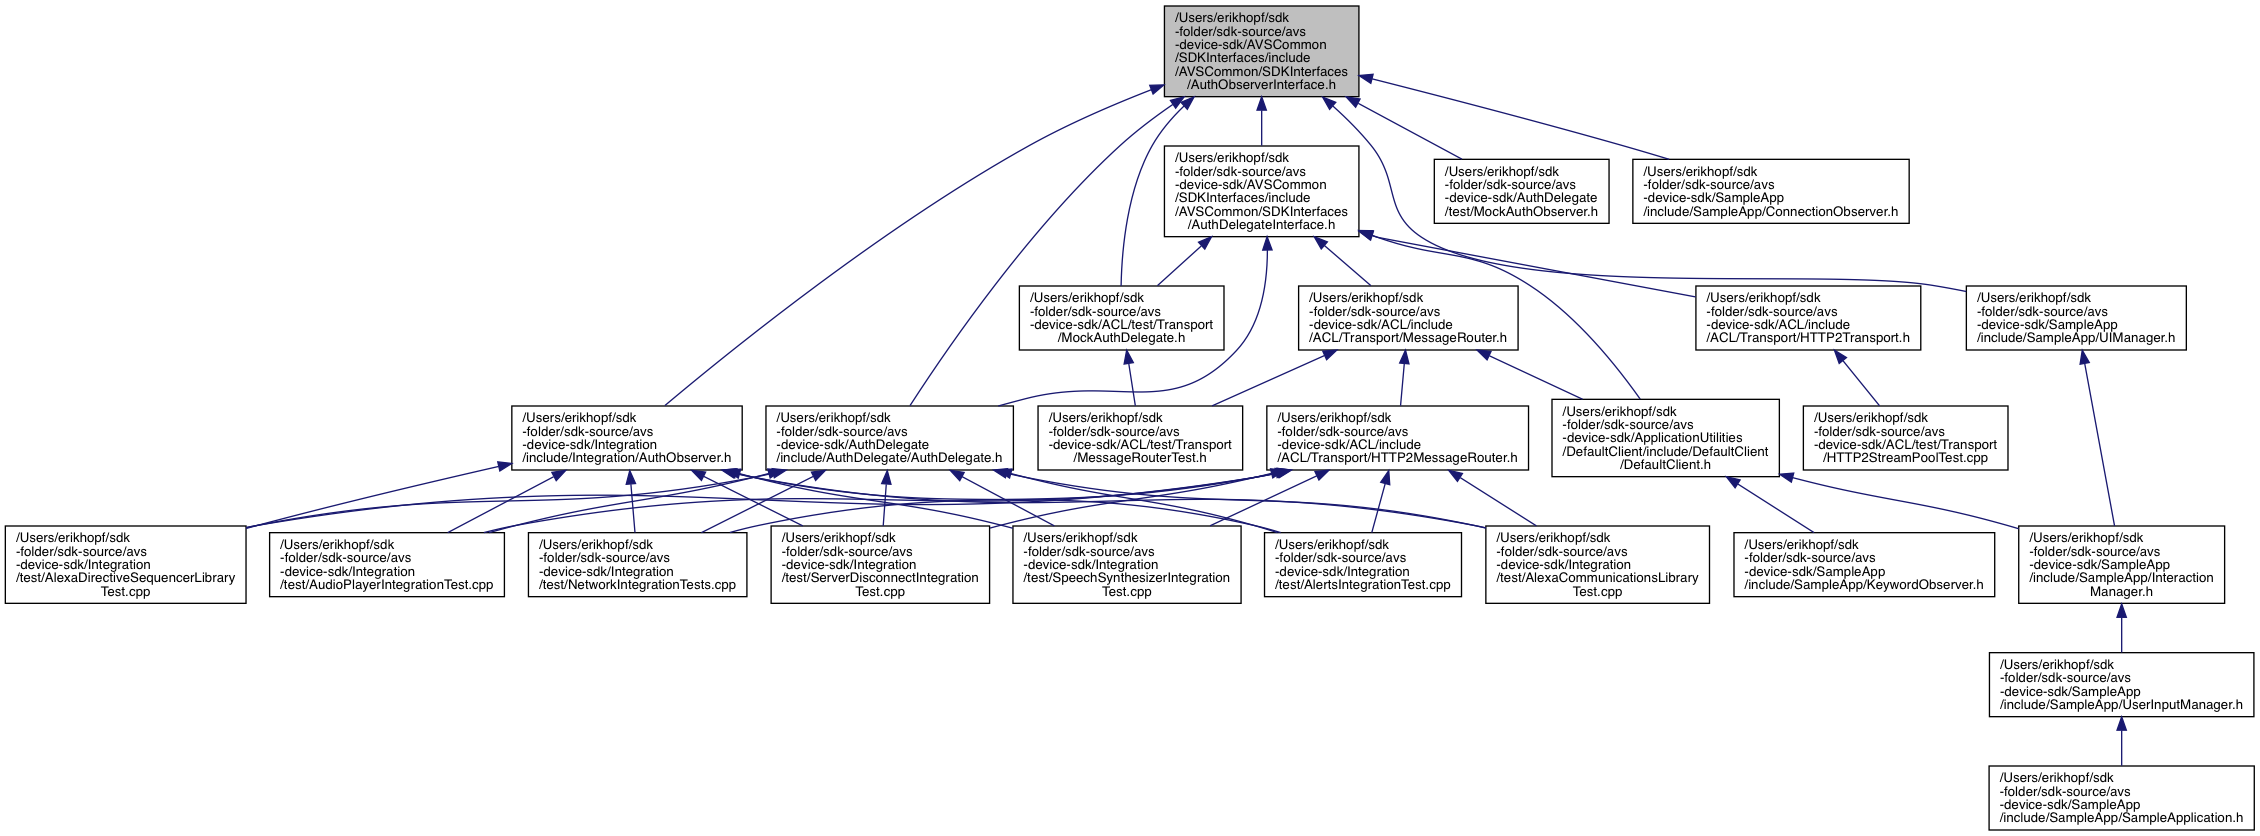 /Users/erikhopf/sdk
-folder/sdk-source/avs
-device-sdk/AVSCommon
/SDKInterfaces/include
/AVSCommon/SDKInterfaces
/AuthObserverInterface.h
/Users/erikhopf/sdk
-folder/sdk-source/avs
-device-sdk/AVSCommon
/SDKInterfaces/include
/AVSCommon/SDKInterfaces
/AuthDelegateInterface.h
/Users/erikhopf/sdk
-folder/sdk-source/avs
-device-sdk/AuthDelegate
/test/MockAuthObserver.h
/Users/erikhopf/sdk
-folder/sdk-source/avs
-device-sdk/SampleApp
/include/SampleApp/ConnectionObserver.h
/Users/erikhopf/sdk
-folder/sdk-source/avs
-device-sdk/ACL/test/Transport
/MockAuthDelegate.h
/Users/erikhopf/sdk
-folder/sdk-source/avs
-device-sdk/ACL/include
/ACL/Transport/MessageRouter.h
/Users/erikhopf/sdk
-folder/sdk-source/avs
-device-sdk/ACL/include
/ACL/Transport/HTTP2Transport.h
/Users/erikhopf/sdk
-folder/sdk-source/avs
-device-sdk/SampleApp
/include/SampleApp/UIManager.h
/Users/erikhopf/sdk
-folder/sdk-source/avs
-device-sdk/Integration
/include/Integration/AuthObserver.h
/Users/erikhopf/sdk
-folder/sdk-source/avs
-device-sdk/AuthDelegate
/include/AuthDelegate/AuthDelegate.h
/Users/erikhopf/sdk
-folder/sdk-source/avs
-device-sdk/ACL/test/Transport
/MessageRouterTest.h
/Users/erikhopf/sdk
-folder/sdk-source/avs
-device-sdk/ACL/include
/ACL/Transport/HTTP2MessageRouter.h
/Users/erikhopf/sdk
-folder/sdk-source/avs
-device-sdk/ApplicationUtilities
/DefaultClient/include/DefaultClient
/DefaultClient.h
/Users/erikhopf/sdk
-folder/sdk-source/avs
-device-sdk/ACL/test/Transport
/HTTP2StreamPoolTest.cpp
/Users/erikhopf/sdk
-folder/sdk-source/avs
-device-sdk/Integration
/test/AlexaDirectiveSequencerLibrary
Test.cpp
/Users/erikhopf/sdk
-folder/sdk-source/avs
-device-sdk/Integration
/test/AudioPlayerIntegrationTest.cpp
/Users/erikhopf/sdk
-folder/sdk-source/avs
-device-sdk/Integration
/test/NetworkIntegrationTests.cpp
/Users/erikhopf/sdk
-folder/sdk-source/avs
-device-sdk/Integration
/test/ServerDisconnectIntegration
Test.cpp
/Users/erikhopf/sdk
-folder/sdk-source/avs
-device-sdk/Integration
/test/SpeechSynthesizerIntegration
Test.cpp
/Users/erikhopf/sdk
-folder/sdk-source/avs
-device-sdk/Integration
/test/AlertsIntegrationTest.cpp
/Users/erikhopf/sdk
-folder/sdk-source/avs
-device-sdk/Integration
/test/AlexaCommunicationsLibrary
Test.cpp
/Users/erikhopf/sdk
-folder/sdk-source/avs
-device-sdk/SampleApp
/include/SampleApp/KeywordObserver.h
/Users/erikhopf/sdk
-folder/sdk-source/avs
-device-sdk/SampleApp
/include/SampleApp/Interaction
Manager.h
/Users/erikhopf/sdk
-folder/sdk-source/avs
-device-sdk/SampleApp
/include/SampleApp/UserInputManager.h
/Users/erikhopf/sdk
-folder/sdk-source/avs
-device-sdk/SampleApp
/include/SampleApp/SampleApplication.h